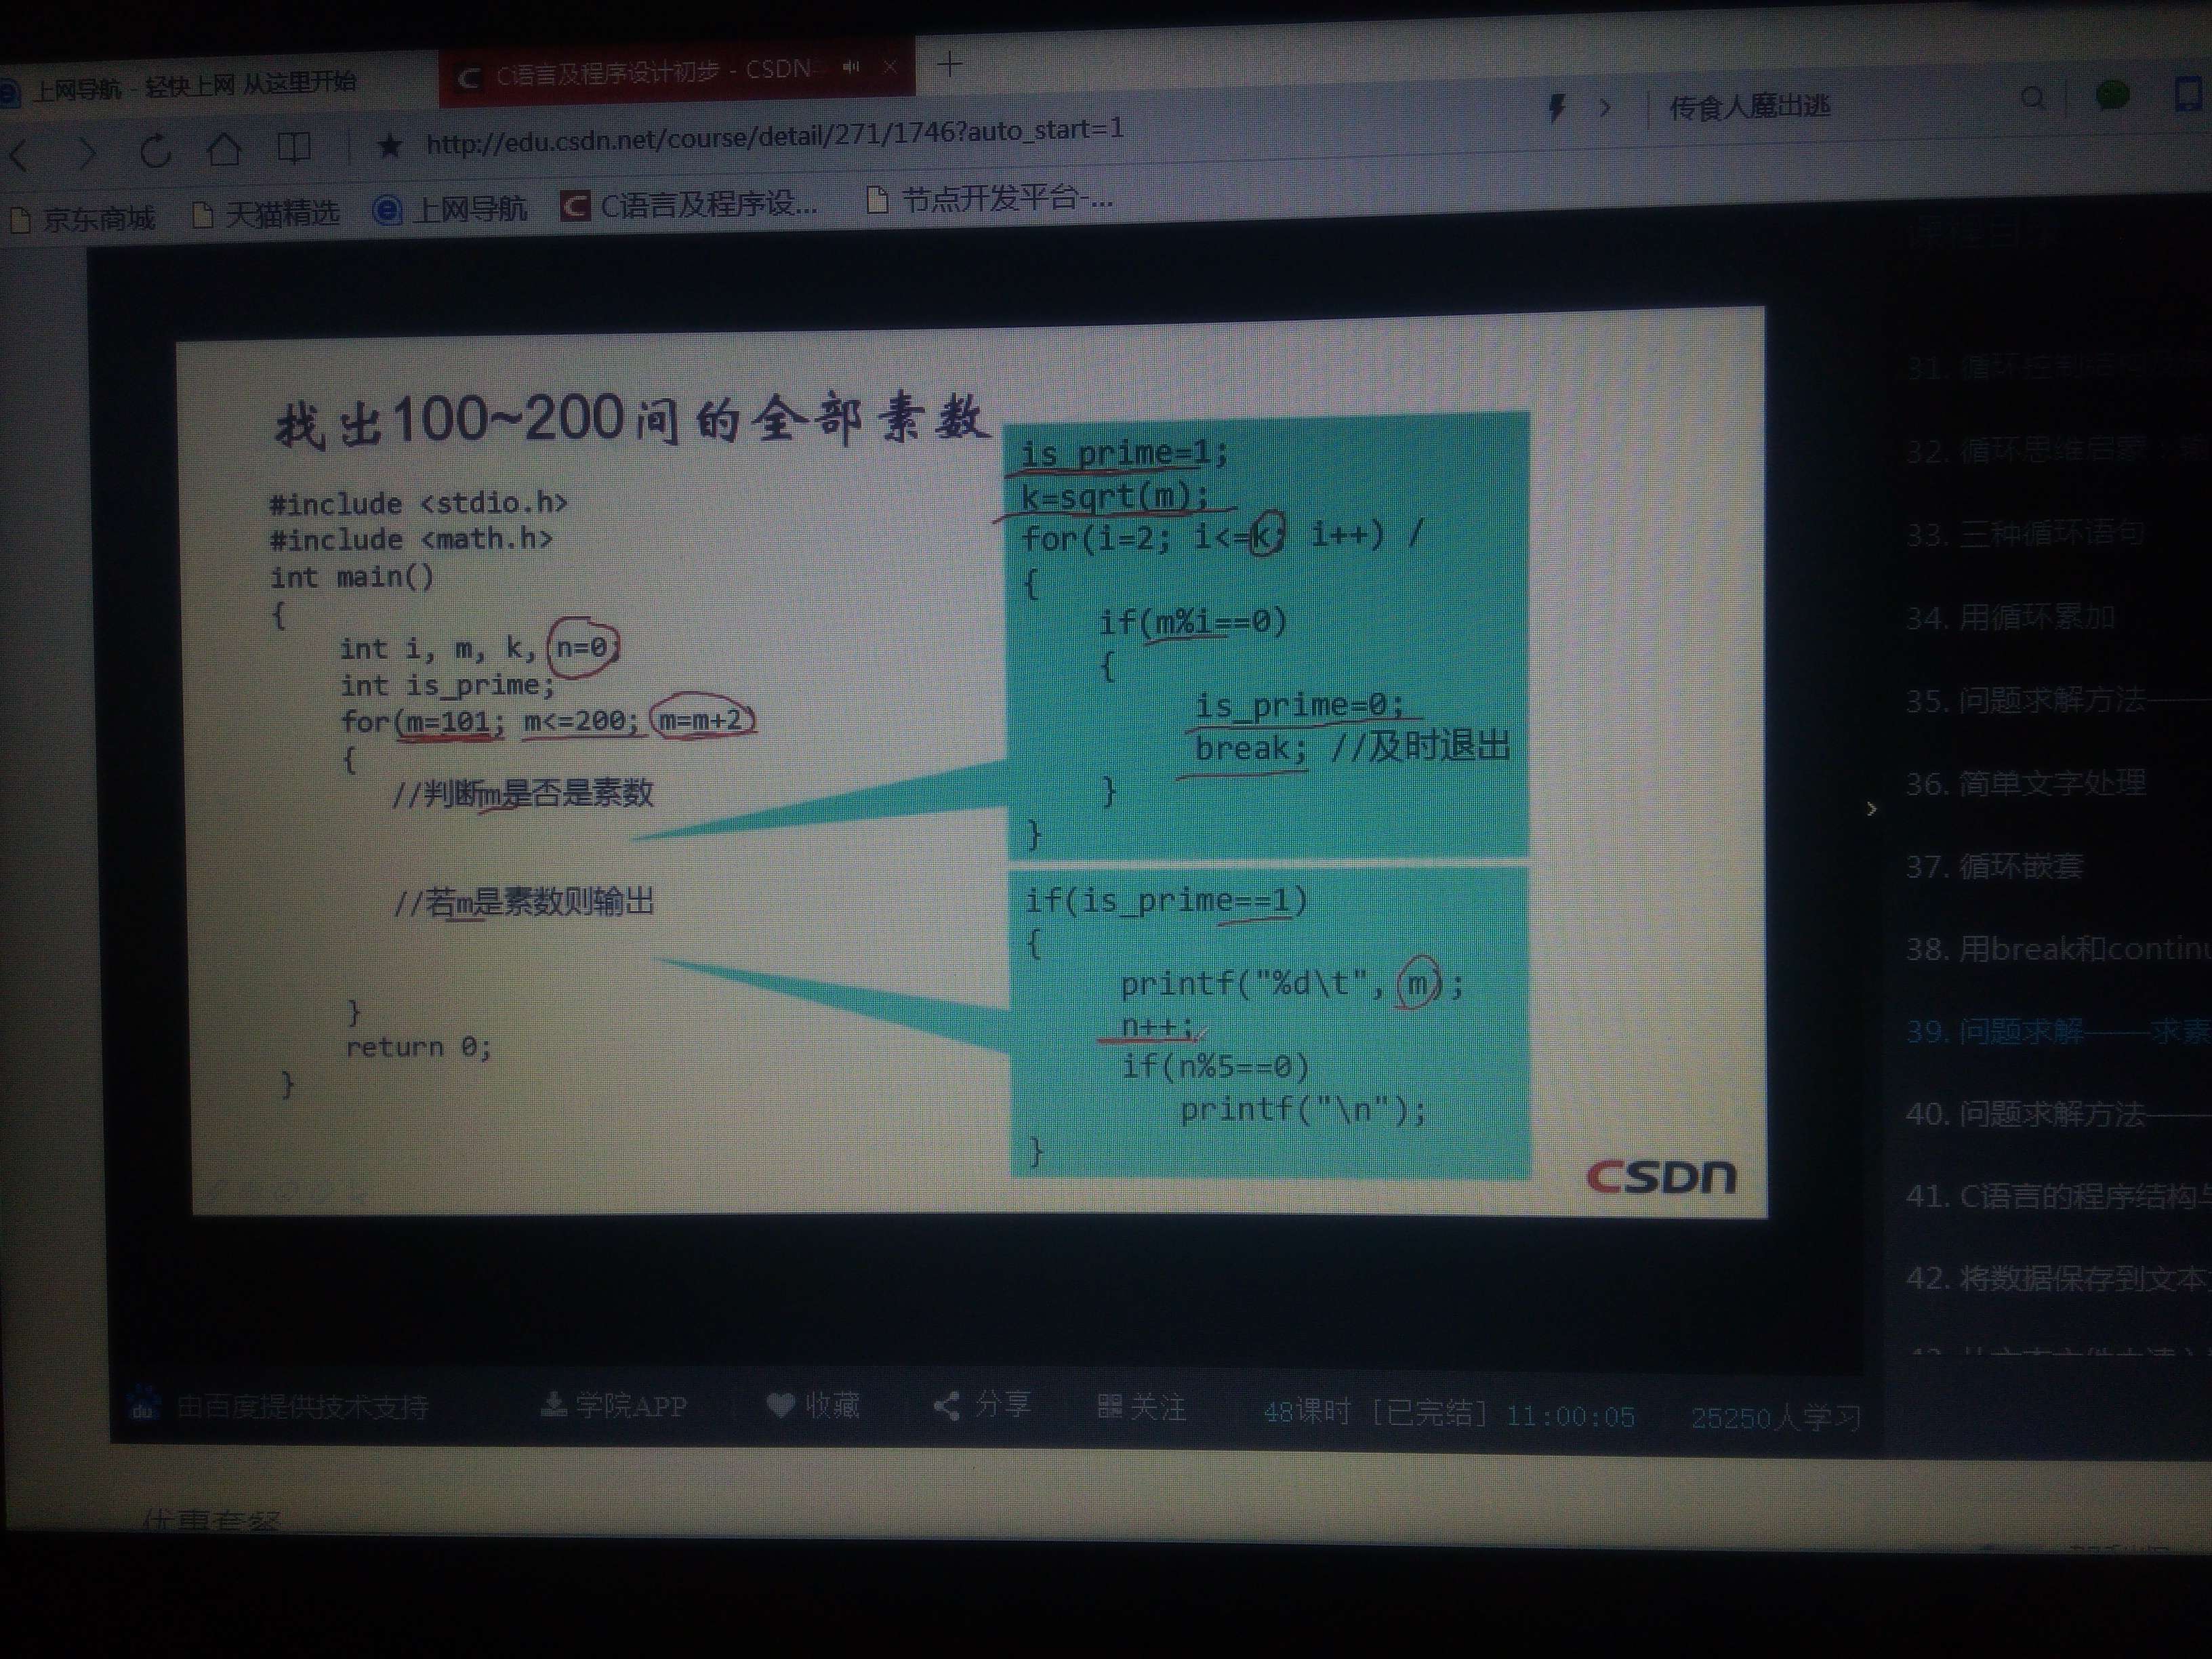 上网导航 - 轻快上网 从这里开始
C语言及程序设计初步 - CSDN
http://edu.csdn.net/course/detail/271/1746?auto_start=1
传食人魔出逃
京东商城
天猫精选
上网导航
C语言及程序设...
节点开发平台-...
找出100~200间的全部素数
#include <stdio.h>
#include <math.h>
int main()
{
int i, m, k, n=0;
int is_prime;
for(m=101; m<=200; m=m+2)
{
//判断m是否是素数
//若m是素数则输出
}
return 0;
}
is_prime=1;
k=sqrt(m);
for(i=2; i<=k; i++) /
{
if(m%i==0)
{
is_prime=0;
break; //及时退出
}
}
if(is_prime==1)
{
printf("%d\t", m);
n++;
if(n%5==0)
printf("\n");
}
CSDN
31. 循环控制结构
32. 循环思维启蒙
33. 三种循环语句
34. 用循环累加
35. 问题求解方法——
36. 简单文字处理
37. 循环嵌套
38. 用break和continu
39. 问题求解——求素
40. 问题求解方法——
41. C语言的程序结构与
42. 将数据保存到文本
du 由百度提供技术支持
学院APP
收藏
分享
关注
48课时 [已完结] 11:00:05
25250人学习
优惠套餐